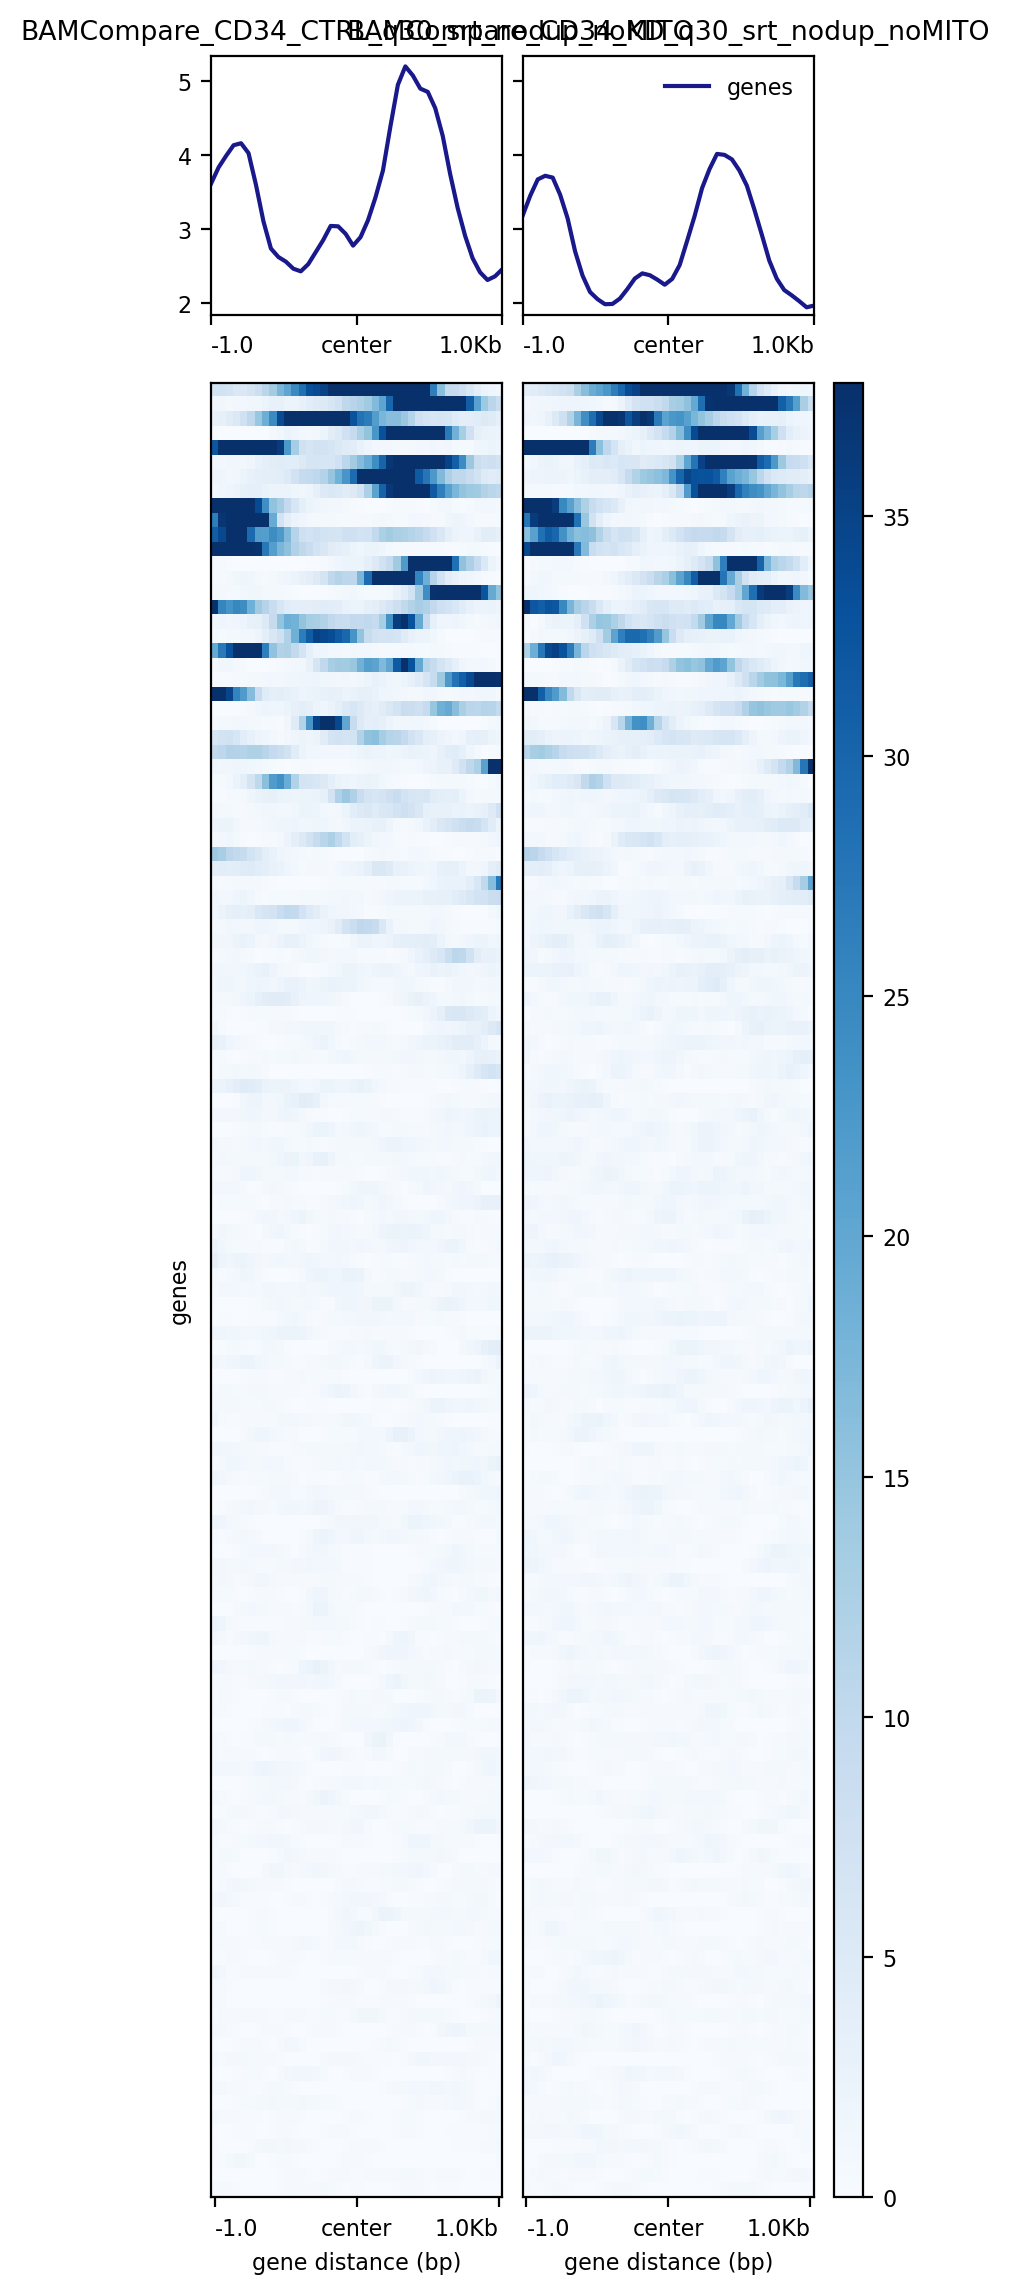 BAMCompare_CD34_CTRL_q30_srt_nodup_noMITO
BAMCompare_CD34_KD_q30_srt_nodup_noMITO
genes
5
4
3
2
-1.0 center 1.0Kb
-1.0 center 1.0Kb
genes
35
30
25
20
15
10
5
0
-1.0 center 1.0Kb
-1.0 center 1.0Kb
gene distance (bp)
gene distance (bp)